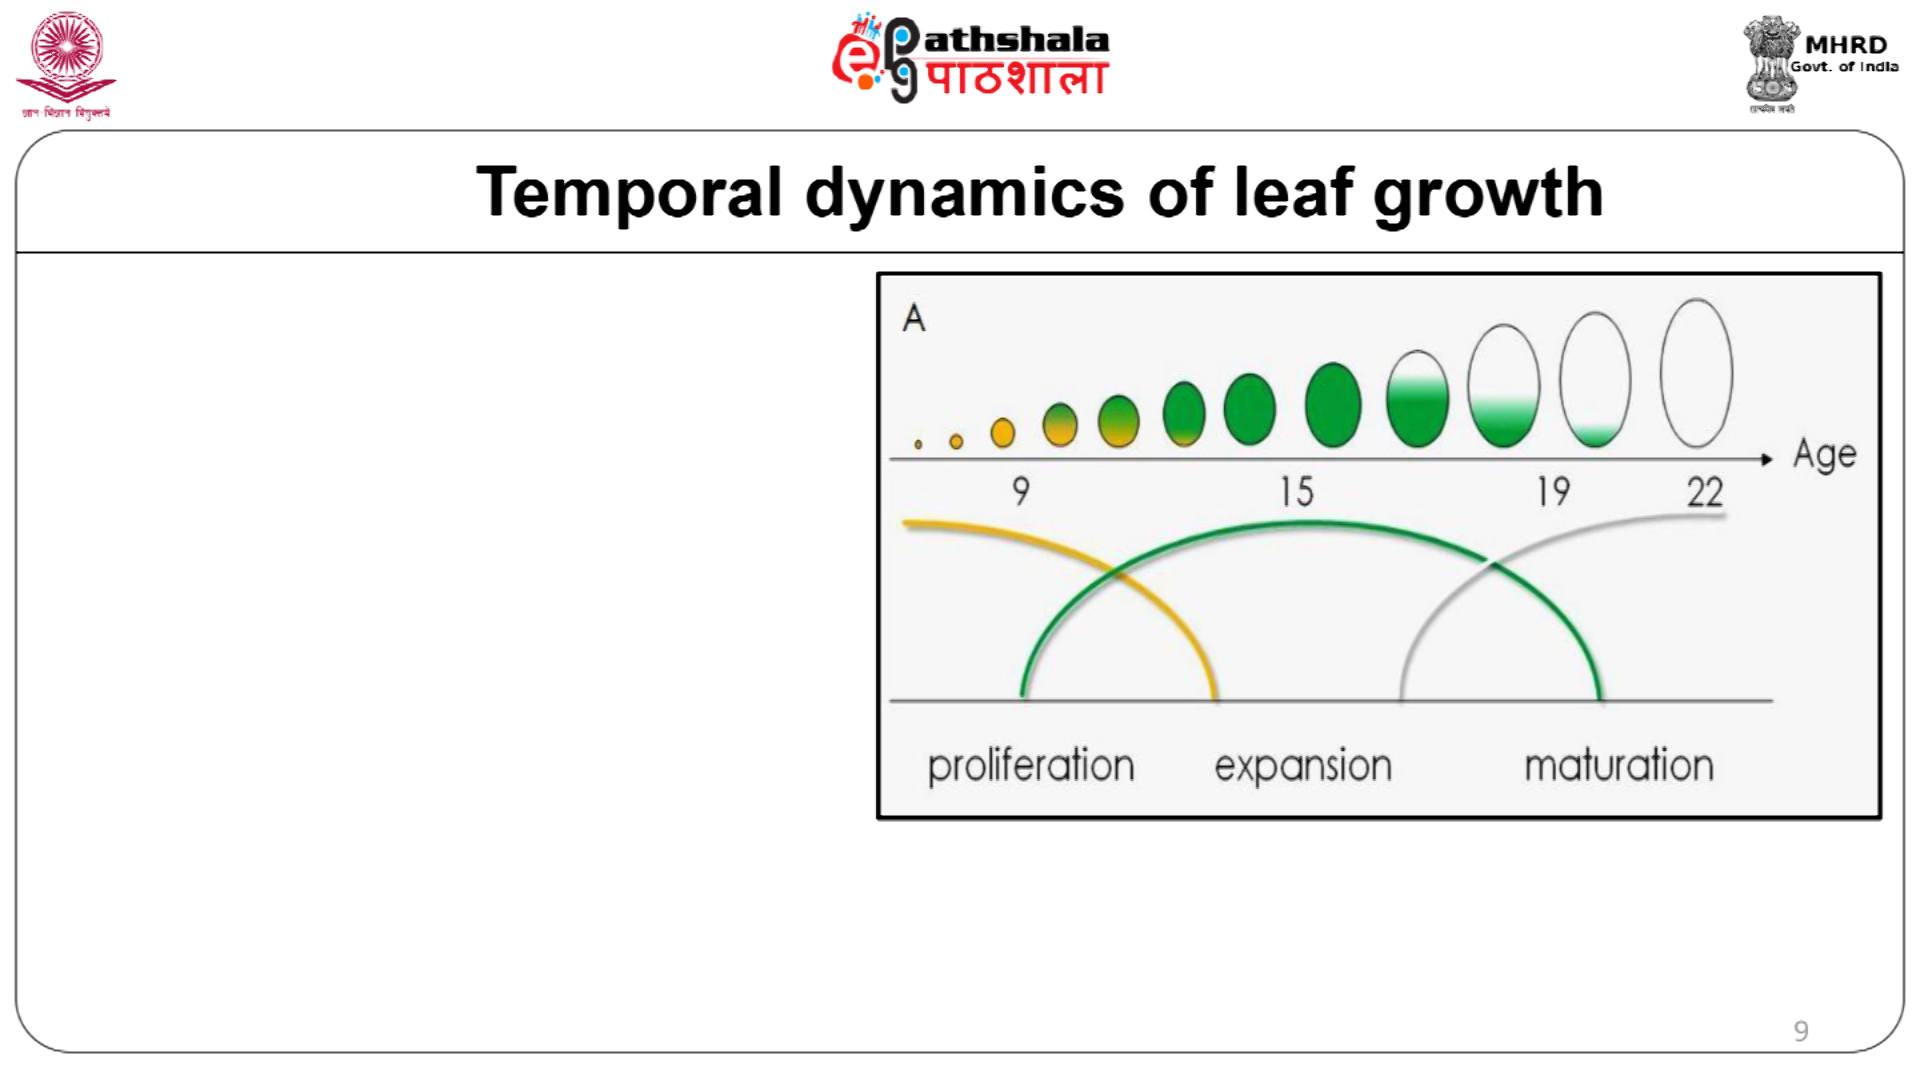 ePathshala
पाठशाला
MHRD
Govt. of India
Temporal dynamics of leaf growth
A
Age
9 15 19 22
proliferation expansion maturation
9